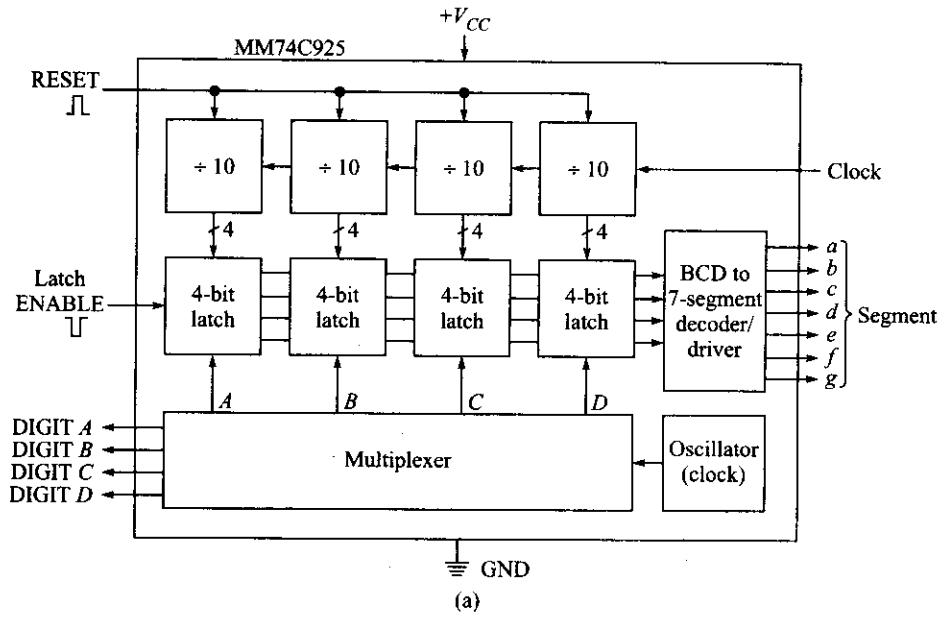 +VCC
MM74C925
RESET
÷ 10
÷ 10
÷ 10
÷ 10
Clock
4
4
4
4
Latch
ENABLE
4-bit
latch
4-bit
latch
4-bit
latch
4-bit
latch
BCD to
7-segment
decoder/
driver
a
b
c
d
e
f
g
Segment
A
B
C
D
DIGIT A
DIGIT B
DIGIT C
DIGIT D
Multiplexer
Oscillator
(clock)
GND
(a)